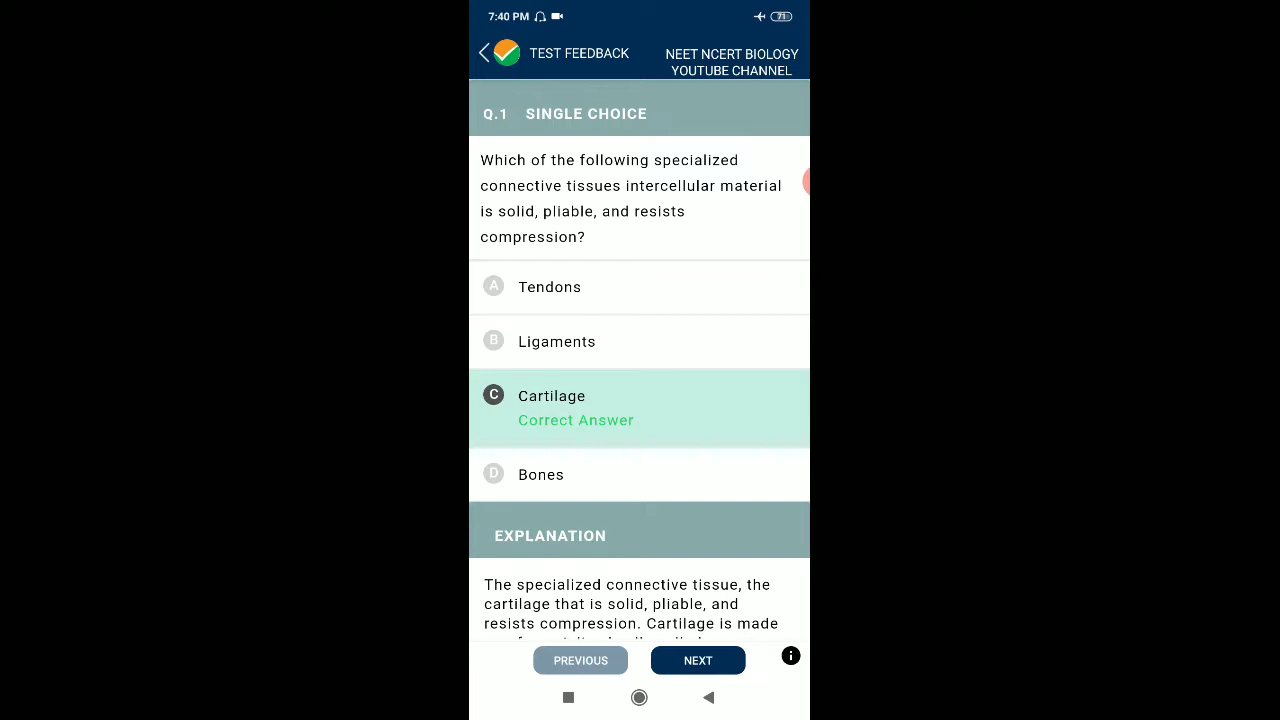 7:40 PM
71
TEST FEEDBACK
NEET NCERT BIOLOGY
YOUTUBE CHANNEL
Q.1 SINGLE CHOICE
Which of the following specialized
connective tissues intercellular material
is solid, pliable, and resists
compression?
A Tendons
B Ligaments
C Cartilage
Correct Answer
D Bones
EXPLANATION
The specialized connective tissue, the
cartilage that is solid, pliable, and
resists compression. Cartilage is made
PREVIOUS
NEXT